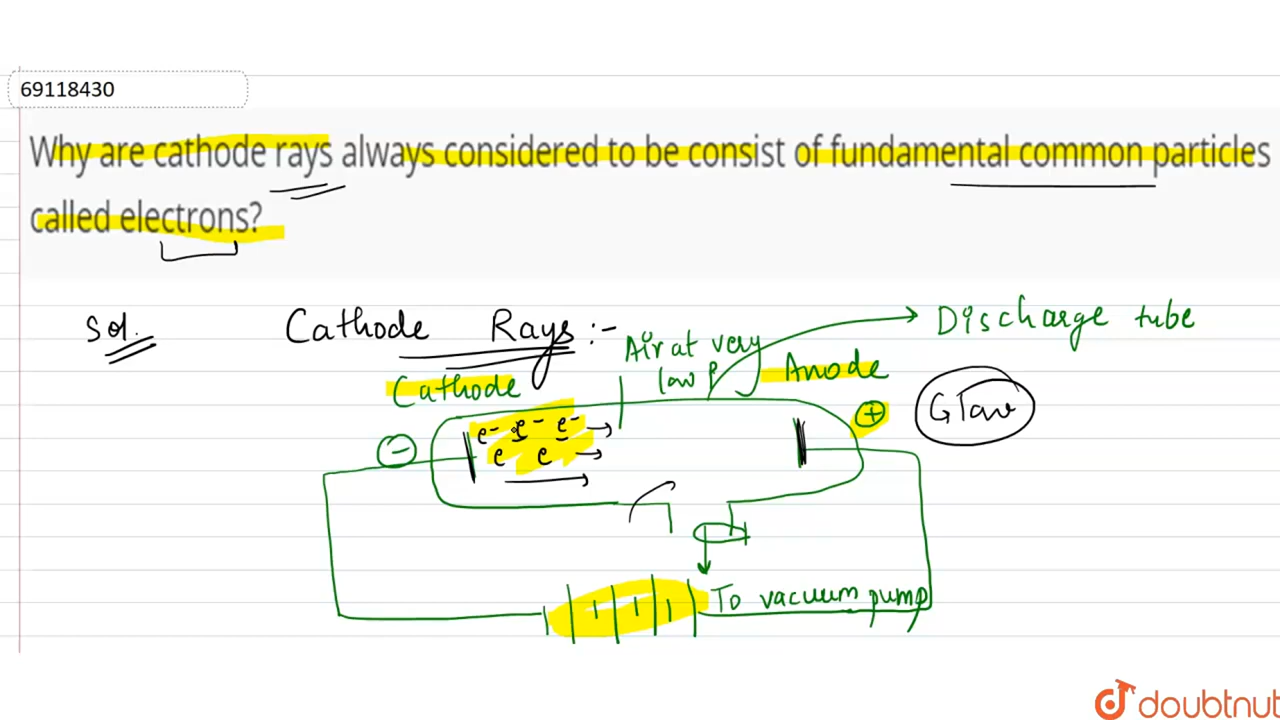 69118430
Why are cathode rays always considered to be consist of fundamental common particles
called electrons?
Sol.
Cathode Rays :-
Discharge tube
Air at very
low P
Cathode
Anode
e- e- e-
e e
-
+
To vacuum pump
doubtnut